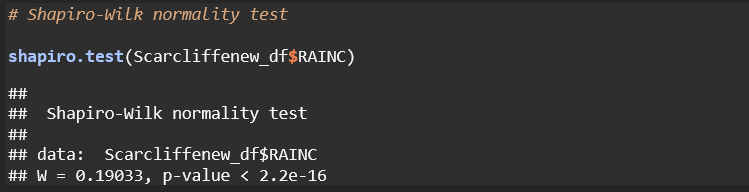 # Shapiro-Wilk normality test
shapiro.test(Scarcliffenew_df$RAINC)
##
##  Shapiro-Wilk normality test
##
## data:  Scarcliffenew_df$RAINC
## W = 0.19033, p-value < 2.2e-16